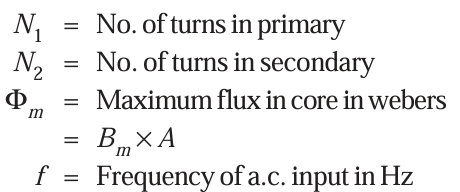 N₁ = No. of turns in primary
N₂ = No. of turns in secondary
Φₘ = Maximum flux in core in webers
= Bₘ × A
f = Frequency of a.c. input in Hz